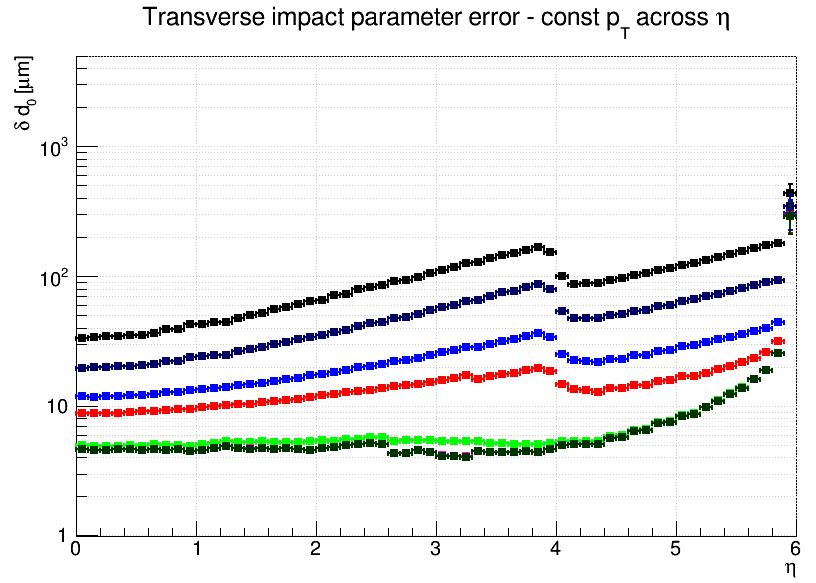 Transverse impact parameter error - const p_T across η
δ d_0 [μm]
10^3
10^2
10
1
0 1 2 3 4 5 6
η